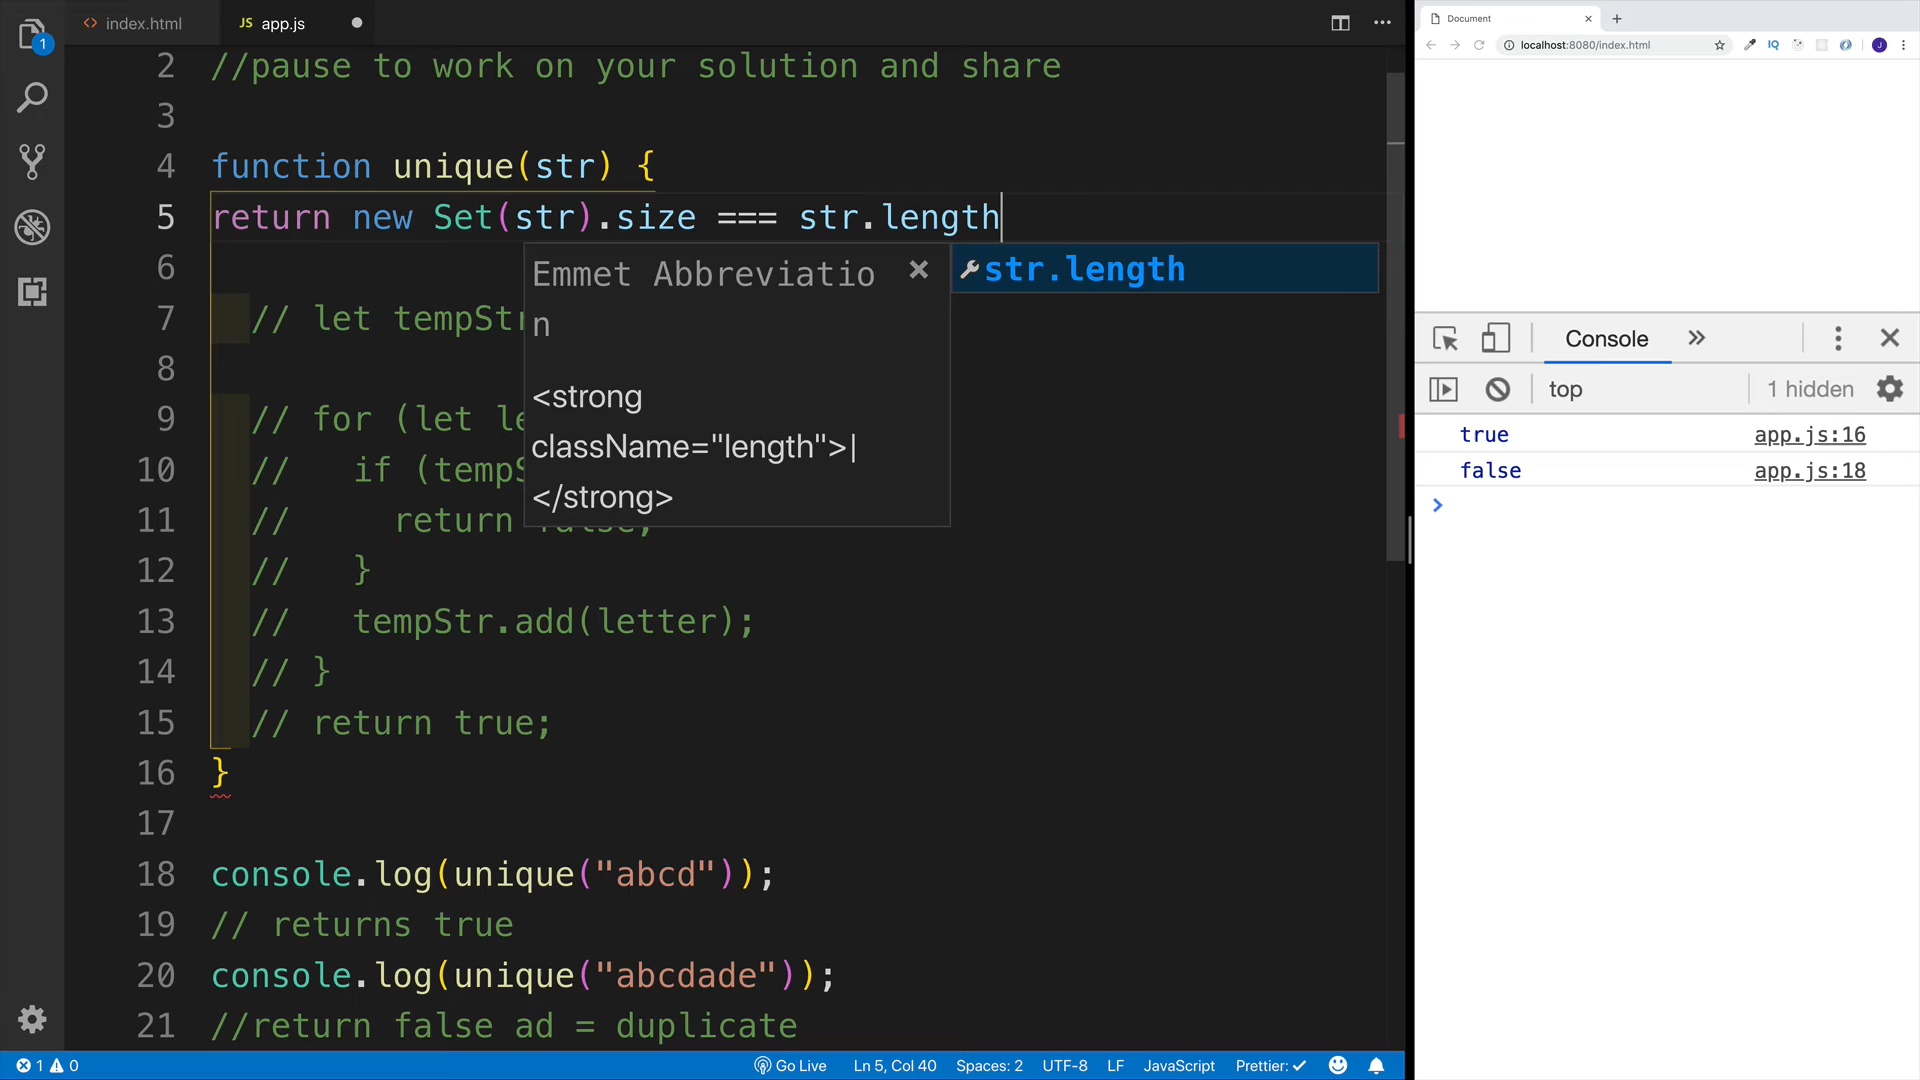 index.html
JS app.js
1
2 //pause to work on your solution and share
3
4 function unique(str) {
5 return new Set(str).size === str.length
6
7 // let tempStr
8
9 // for (let le
10 // if (temp
11 // return false;
12 // }
13 // tempStr.add(letter);
14 // }
15 // return true;
16 }
17
18 console.log(unique("abcd"));
19 // returns true
20 console.log(unique("abcdade"));
21 //return false ad = duplicate
Emmet Abbreviatio
n
<strong
className="length">|
</strong>
str.length
1 0
Go Live Ln 5, Col 40 Spaces: 2 UTF-8 LF JavaScript Prettier: ✓
Document
localhost:8080/index.html
IQ
J
Console
top
1 hidden
true app.js:16
false app.js:18